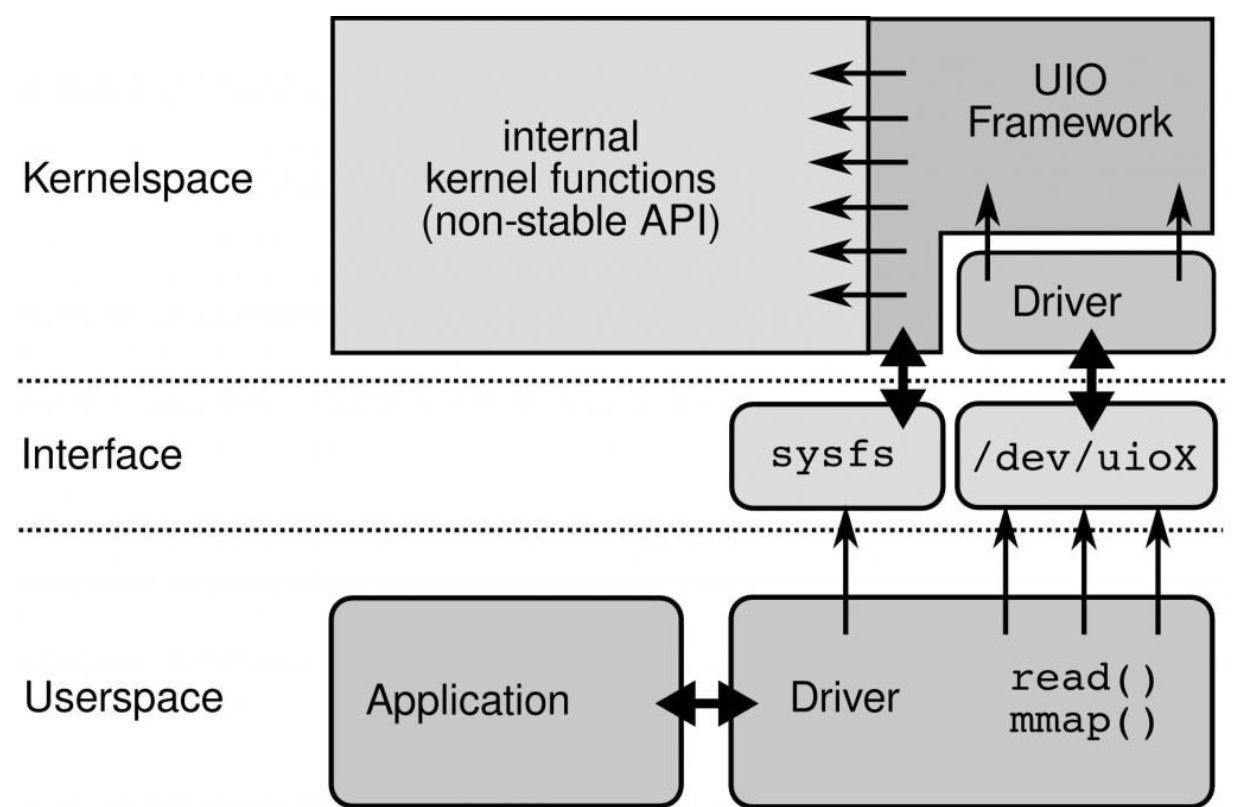 UIO
Framework
internal
kernel functions
(non-stable API)
Kernelspace
Driver
Interface
sysfs
/dev/uioX
Userspace
Application
Driver
read()
mmap()